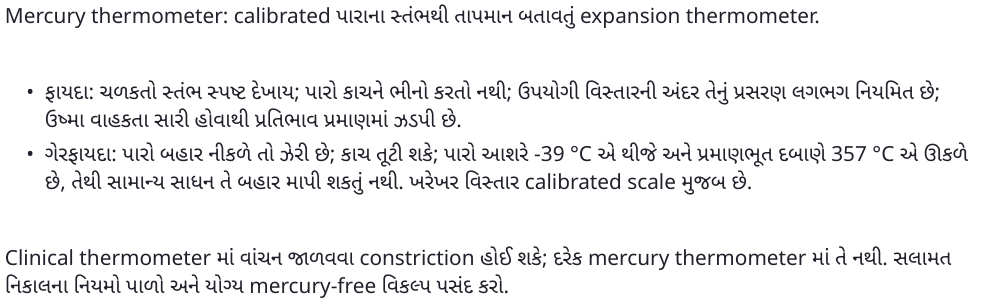 Mercury thermometer: calibrated પારાના સ્તંભથી તાપમાન બતાવતું expansion thermometer.
• ફાયદા: ચળકતો સ્તંભ સ્પષ્ટ દેખાય; પારો કાચને ભીનો કરતો નથી; ઉપયોગી વિસ્તારની અંદર તેનું પ્રસરણ લગભગ નિયમિત છે;
ઉષ્મા વાહકતા સારી હોવાથી પ્રતિભાવ પ્રમાણમાં ઝડપી છે.
• ગેરફાયદા: પારો બહાર નીકળે તો ઝેરી છે; કાચ તૂટી શકે; પારો આશરે -39 °C એ થીજે અને પ્રમાણભૂત દબાણે 357 °C એ ઊકળે
છે, તેથી સામાન્ય સાધન તે બહાર માપી શકતું નથી. ખરેખર વિસ્તાર calibrated scale મુજબ છે.
Clinical thermometer માં વાંચન જાળવવા constriction હોઈ શકે; દરેક mercury thermometer માં તે નથી. સલામત
નિકાલના નિયમો પાળો અને યોગ્ય mercury-free વિકલ્પ પસંદ કરો.